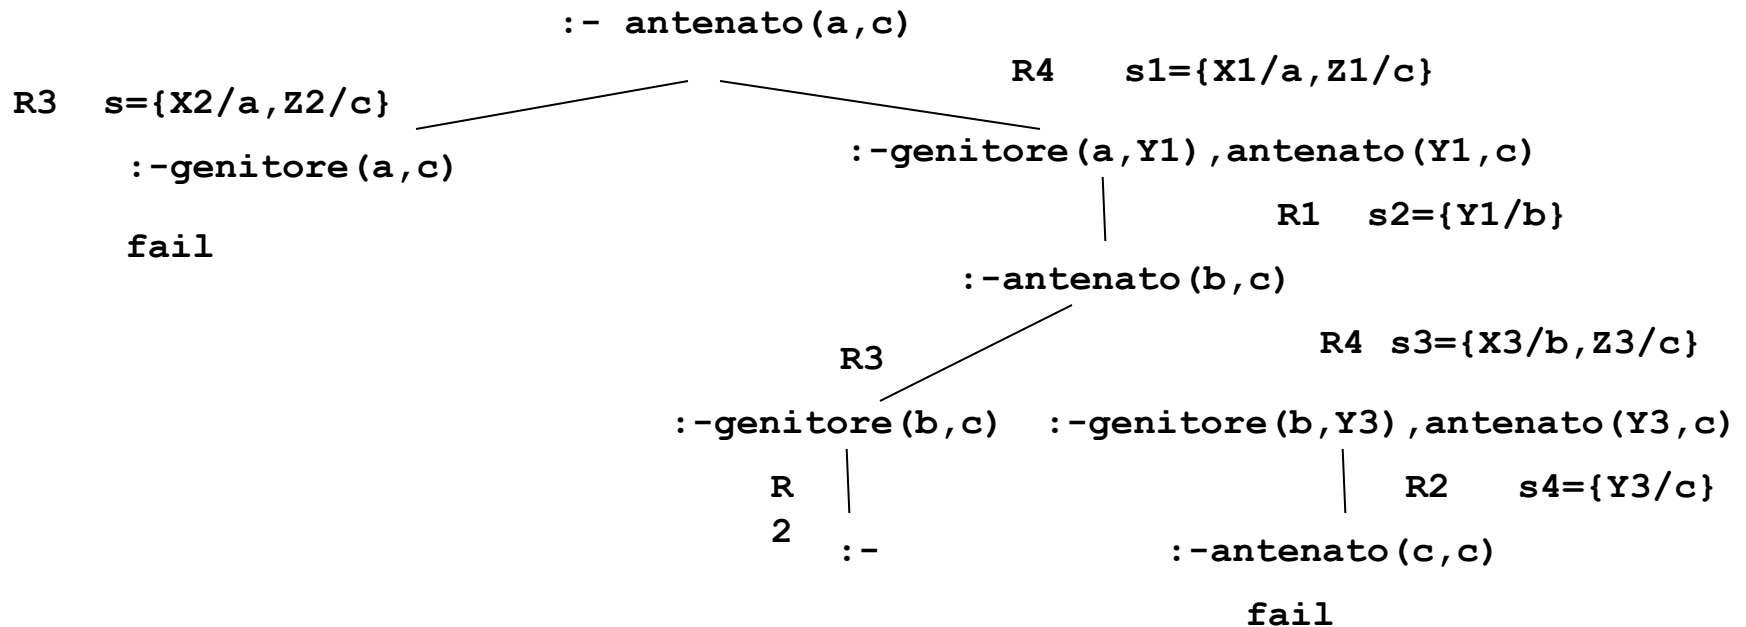 :- antenato(a,c)
R4 s1={X1/a,Z1/c}
R3 s={X2/a,Z2/c}
:-genitore(a,Y1),antenato(Y1,c)
:-genitore(a,c)
R1 s2={Y1/b}
fail
:-antenato(b,c)
R4 s3={X3/b,Z3/c}
R3
:-genitore(b,c) :-genitore(b,Y3),antenato(Y3,c)
R
2
R2 s4={Y3/c}
:- :-antenato(c,c)
fail